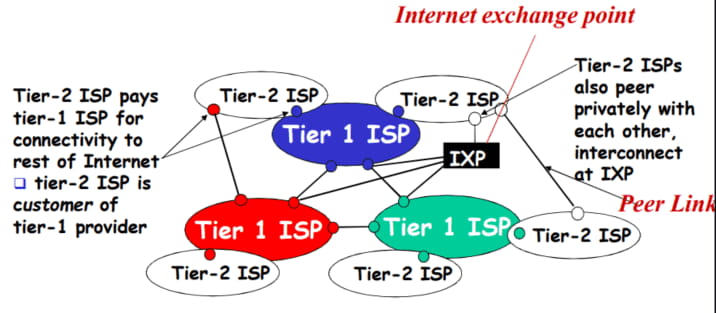 Internet exchange point
Tier-2 ISP pays
tier-1 ISP for
connectivity to
rest of Internet
❑ tier-2 ISP is
customer of
tier-1 provider
Tier-2 ISP
Tier-2 ISP
Tier-2 ISPs
also peer
privately with
each other,
interconnect
at IXP
Tier 1 ISP
IXP
Peer Link
Tier 1 ISP
Tier 1 ISP
Tier-2 ISP
Tier-2 ISP
Tier-2 ISP